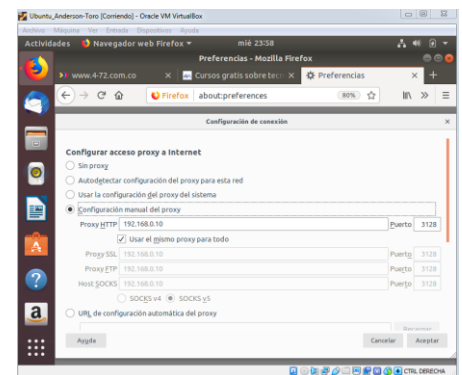 Ubuntu_Anderson-Toro [Corriendo] - Oracle VM VirtualBox
Archivo Máquina Ver Entrada Dispositivos Ayuda
Actividades Navegador web Firefox mié 23:58
Preferencias - Mozilla Firefox
www.4-72.com.co Cursos gratis sobre tecn Preferencias
Firefox about:preferences 80%
Configuración de conexión
Configurar acceso proxy a Internet
Sin proxy
Autodetectar configuración del proxy para esta red
Usar la configuración del proxy del sistema
Configuración manual del proxy
Proxy HTTP 192.168.0.10 Puerto 3128
Usar el mismo proxy para todo
Proxy SSL 192.168.0.10 Puerto 3128
Proxy FTP 192.168.0.10 Puerto 3128
Host SOCKS 192.168.0.10 Puerto 3128
SOCKS v4 SOCKS v5
URL de configuración automática del proxy
Recargar
Ayuda Cancelar Aceptar
CTRL DERECHA